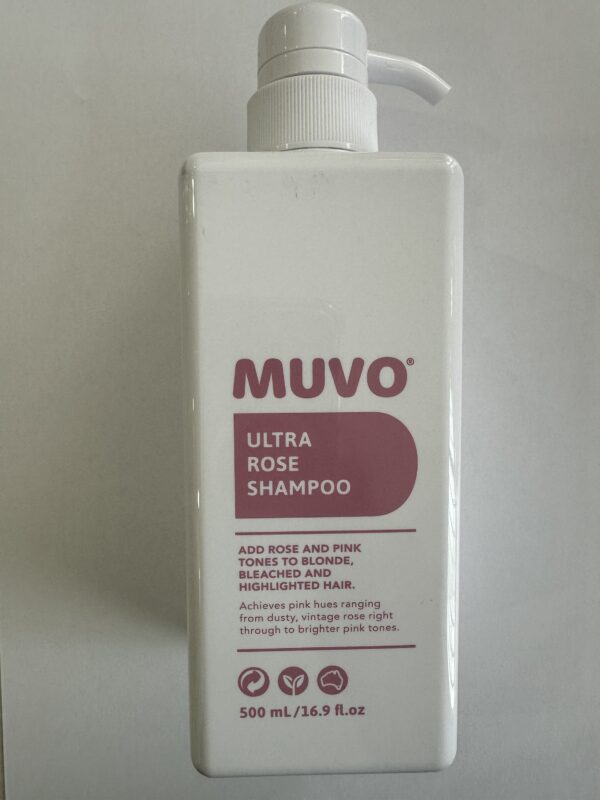 MUVO®
ULTRA
ROSE
SHAMPOO
ADD ROSE AND PINK
TONES TO BLONDE,
BLEACHED AND
HIGHLIGHTED HAIR.
Achieves pink hues ranging
from dusty, vintage rose right
through to brighter pink tones.
500 mL/16.9 fl.oz